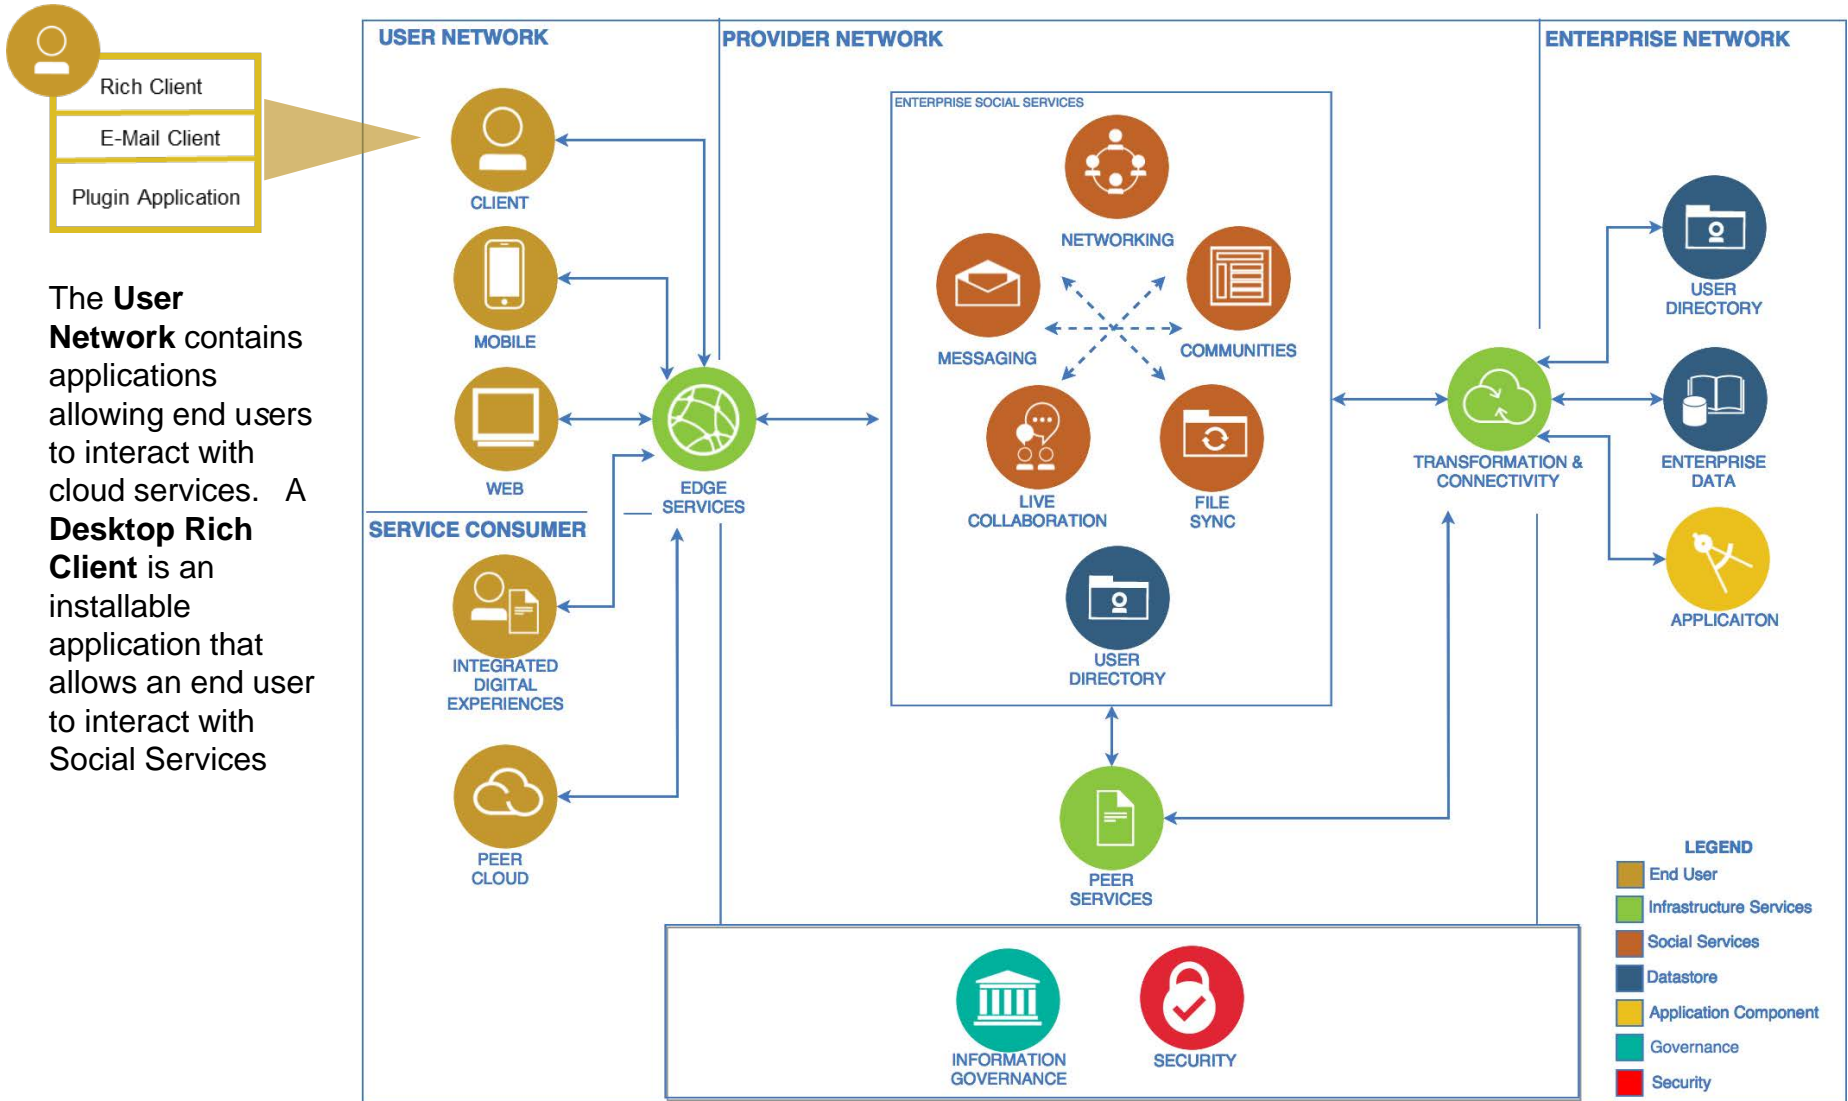 Rich Client
E-Mail Client
Plugin Application
The User
Network contains
applications
allowing end users
to interact with
cloud services.   A
Desktop Rich
Client is an
installable
application that
allows an end user
to interact with
Social Services
USER NETWORK
CLIENT
MOBILE
WEB
SERVICE CONSUMER
INTEGRATED
DIGITAL
EXPERIENCES
PEER
CLOUD
PROVIDER NETWORK
EDGE
SERVICES
ENTERPRISE SOCIAL SERVICES
NETWORKING
MESSAGING
COMMUNITIES
LIVE
COLLABORATION
FILE
SYNC
USER
DIRECTORY
PEER
SERVICES
TRANSFORMATION &
CONNECTIVITY
ENTERPRISE NETWORK
USER
DIRECTORY
ENTERPRISE
DATA
APPLICAITON
INFORMATION
GOVERNANCE
SECURITY
LEGEND
End User
Infrastructure Services
Social Services
Datastore
Application Component
Governance
Security